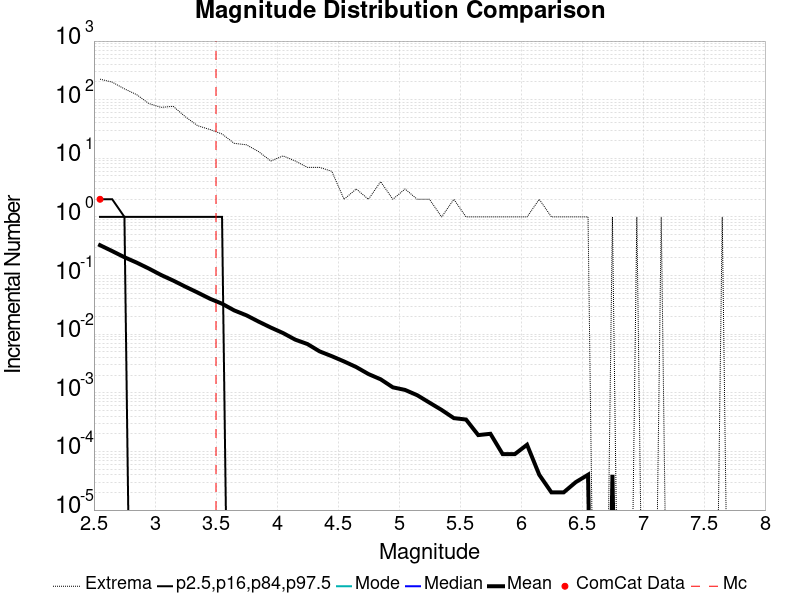 Magnitude Distribution Comparison
10^3
10^2
10^1
10^0
10^-1
10^-2
10^-3
10^-4
10^-5
Incremental Number
2.5 3 3.5 4 4.5 5 5.5 6 6.5 7 7.5 8
Magnitude
Extrema p2.5,p16,p84,p97.5 Mode Median Mean ComCat Data Mc